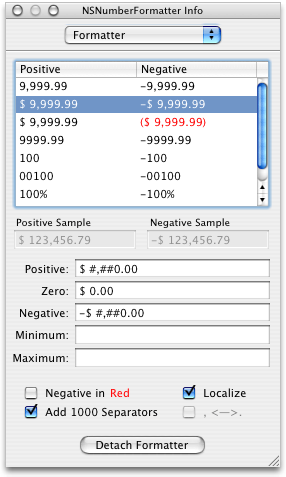 NSNumberFormatter Info
Formatter
Positive Negative
9,999.99 -9,999.99
$ 9,999.99 -$ 9,999.99
$ 9,999.99 ($ 9,999.99)
9999.99 -9999.99
100 -100
00100 -00100
100% -100%
Positive Sample Negative Sample
$ 123,456.79 -$ 123,456.79
Positive: $ #,##0.00
Zero: $ 0.00
Negative: -$ #,##0.00
Minimum:
Maximum:
Negative in Red Localize
Add 1000 Separators , <—>.
Detach Formatter